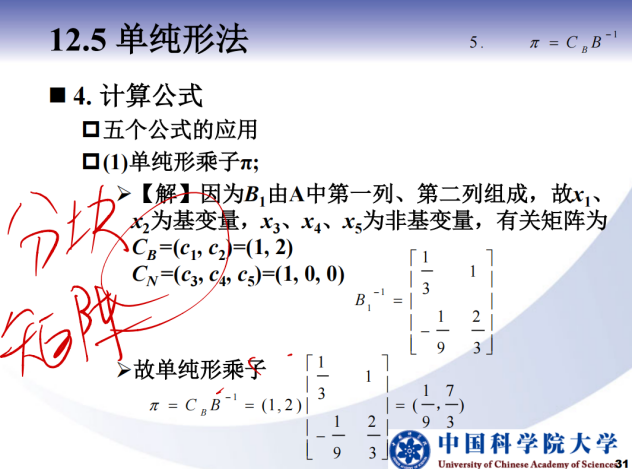 12.5 单纯形法
5. π = C_B B^{-1}
■ 4. 计算公式
五个公式的应用
(1)单纯形乘子π;
➢【解】因为B₁由A中第一列、第二列组成，故x₁、
x₂为基变量，x₃、x₄、x₅为非基变量，有关矩阵为
C_B=(c₁, c₂)=(1, 2)
C_N=(c₃, c₄, c₅)=(1, 0, 0)
B₁^{-1} = [1/3 1; -1/9 2/3]
分块
矩阵
➢故单纯形乘子
π = C_B B^{-1} = (1,2)[1/3 1; -1/9 2/3] = (1/9, 7/3)
中国科学院大学
University of Chinese Academy of Sciences
31